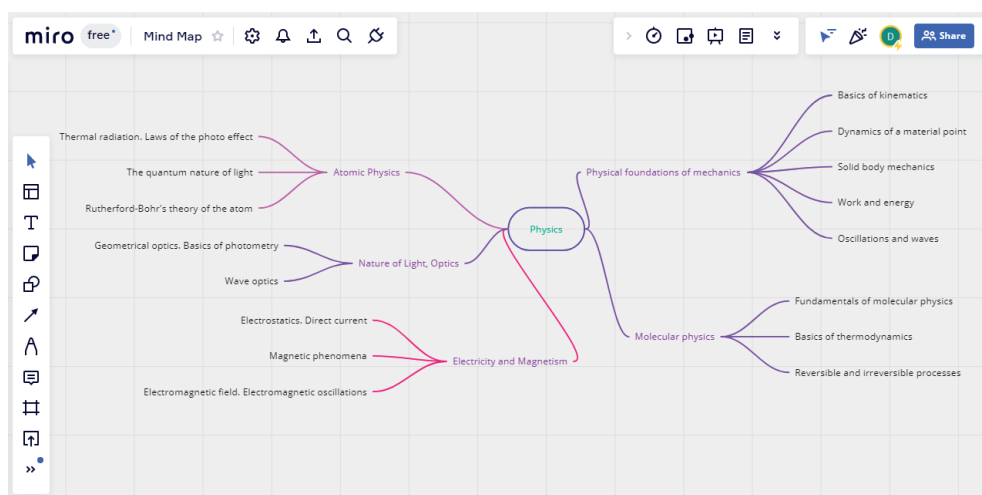 miro free Mind Map Share
Thermal radiation. Laws of the photo effect
The quantum nature of light
Rutherford-Bohr's theory of the atom
Atomic Physics
Geometrical optics. Basics of photometry
Wave optics
Nature of Light, Optics
Electrostatics. Direct current
Magnetic phenomena
Electromagnetic field. Electromagnetic oscillations
Electricity and Magnetism
Physics
Physical foundations of mechanics
Basics of kinematics
Dynamics of a material point
Solid body mechanics
Work and energy
Oscillations and waves
Molecular physics
Fundamentals of molecular physics
Basics of thermodynamics
Reversible and irreversible processes
D